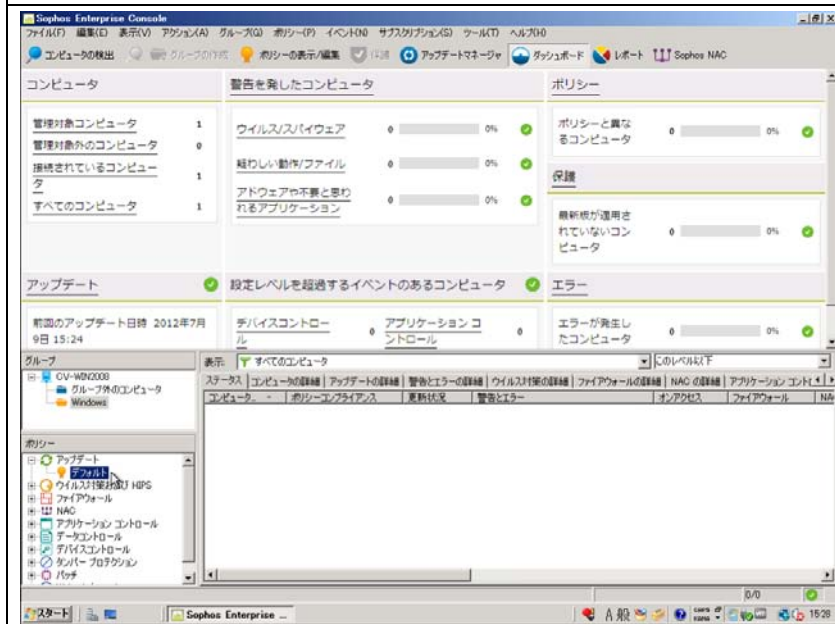 Sophos Enterprise Console
ファイル(F) 編集(E) 表示(V) アクション(A) グループ(G) ポリシー(P) イベント(N) サブスクリプション(S) ツール(T) ヘルプ(H)
コンピュータの検出 グループの作成 ポリシーの表示/編集 保護 アップデートマネージャ ダッシュボード レポート Sophos NAC
コンピュータ
管理対象コンピュータ 1
管理対象外のコンピュータ 0
接続されているコンピュー
タ 1
すべてのコンピュータ 1
警告を発したコンピュータ
ウイルス/スパイウェア 0 0%
疑わしい動作/ファイル 0 0%
アドウェアや不要と思わ
れるアプリケーション 0 0%
ポリシー
ポリシーと異な
るコンピュータ 0 0%
保護
最新版が適用さ
れていないコン
ピュータ 0 0%
アップデート
前回のアップデート日時 2012年7月
9日 15:24
設定レベルを超過するイベントのあるコンピュータ
デバイスコントロー
ル 0
アプリケーション コ
ントロール 0
エラー
エラーが発生し
たコンピュータ 0 0%
グループ
CV-WIN2008
グループ外のコンピュータ
Windows
表示: すべてのコンピュータ このレベル以下
ステータス コンピュータの詳細 アップデートの詳細 警告とエラーの詳細 ウイルス対策の詳細 ファイアウォールの詳細 NAC の詳細 アプリケーション コント
コンピュータ.. ポリシーコンプライアンス 更新状況 警告とエラー オンアクセス ファイアウォール NA
ポリシー
アップデート
デフォルト
ウイルス対策および HIPS
ファイアウォール
NAC
アプリケーション コントロール
データコントロール
デバイスコントロール
タンパー プロテクション
パッチ
0/0
スタート
Sophos Enterprise ...
A 般
CAPS
KANA
15:28